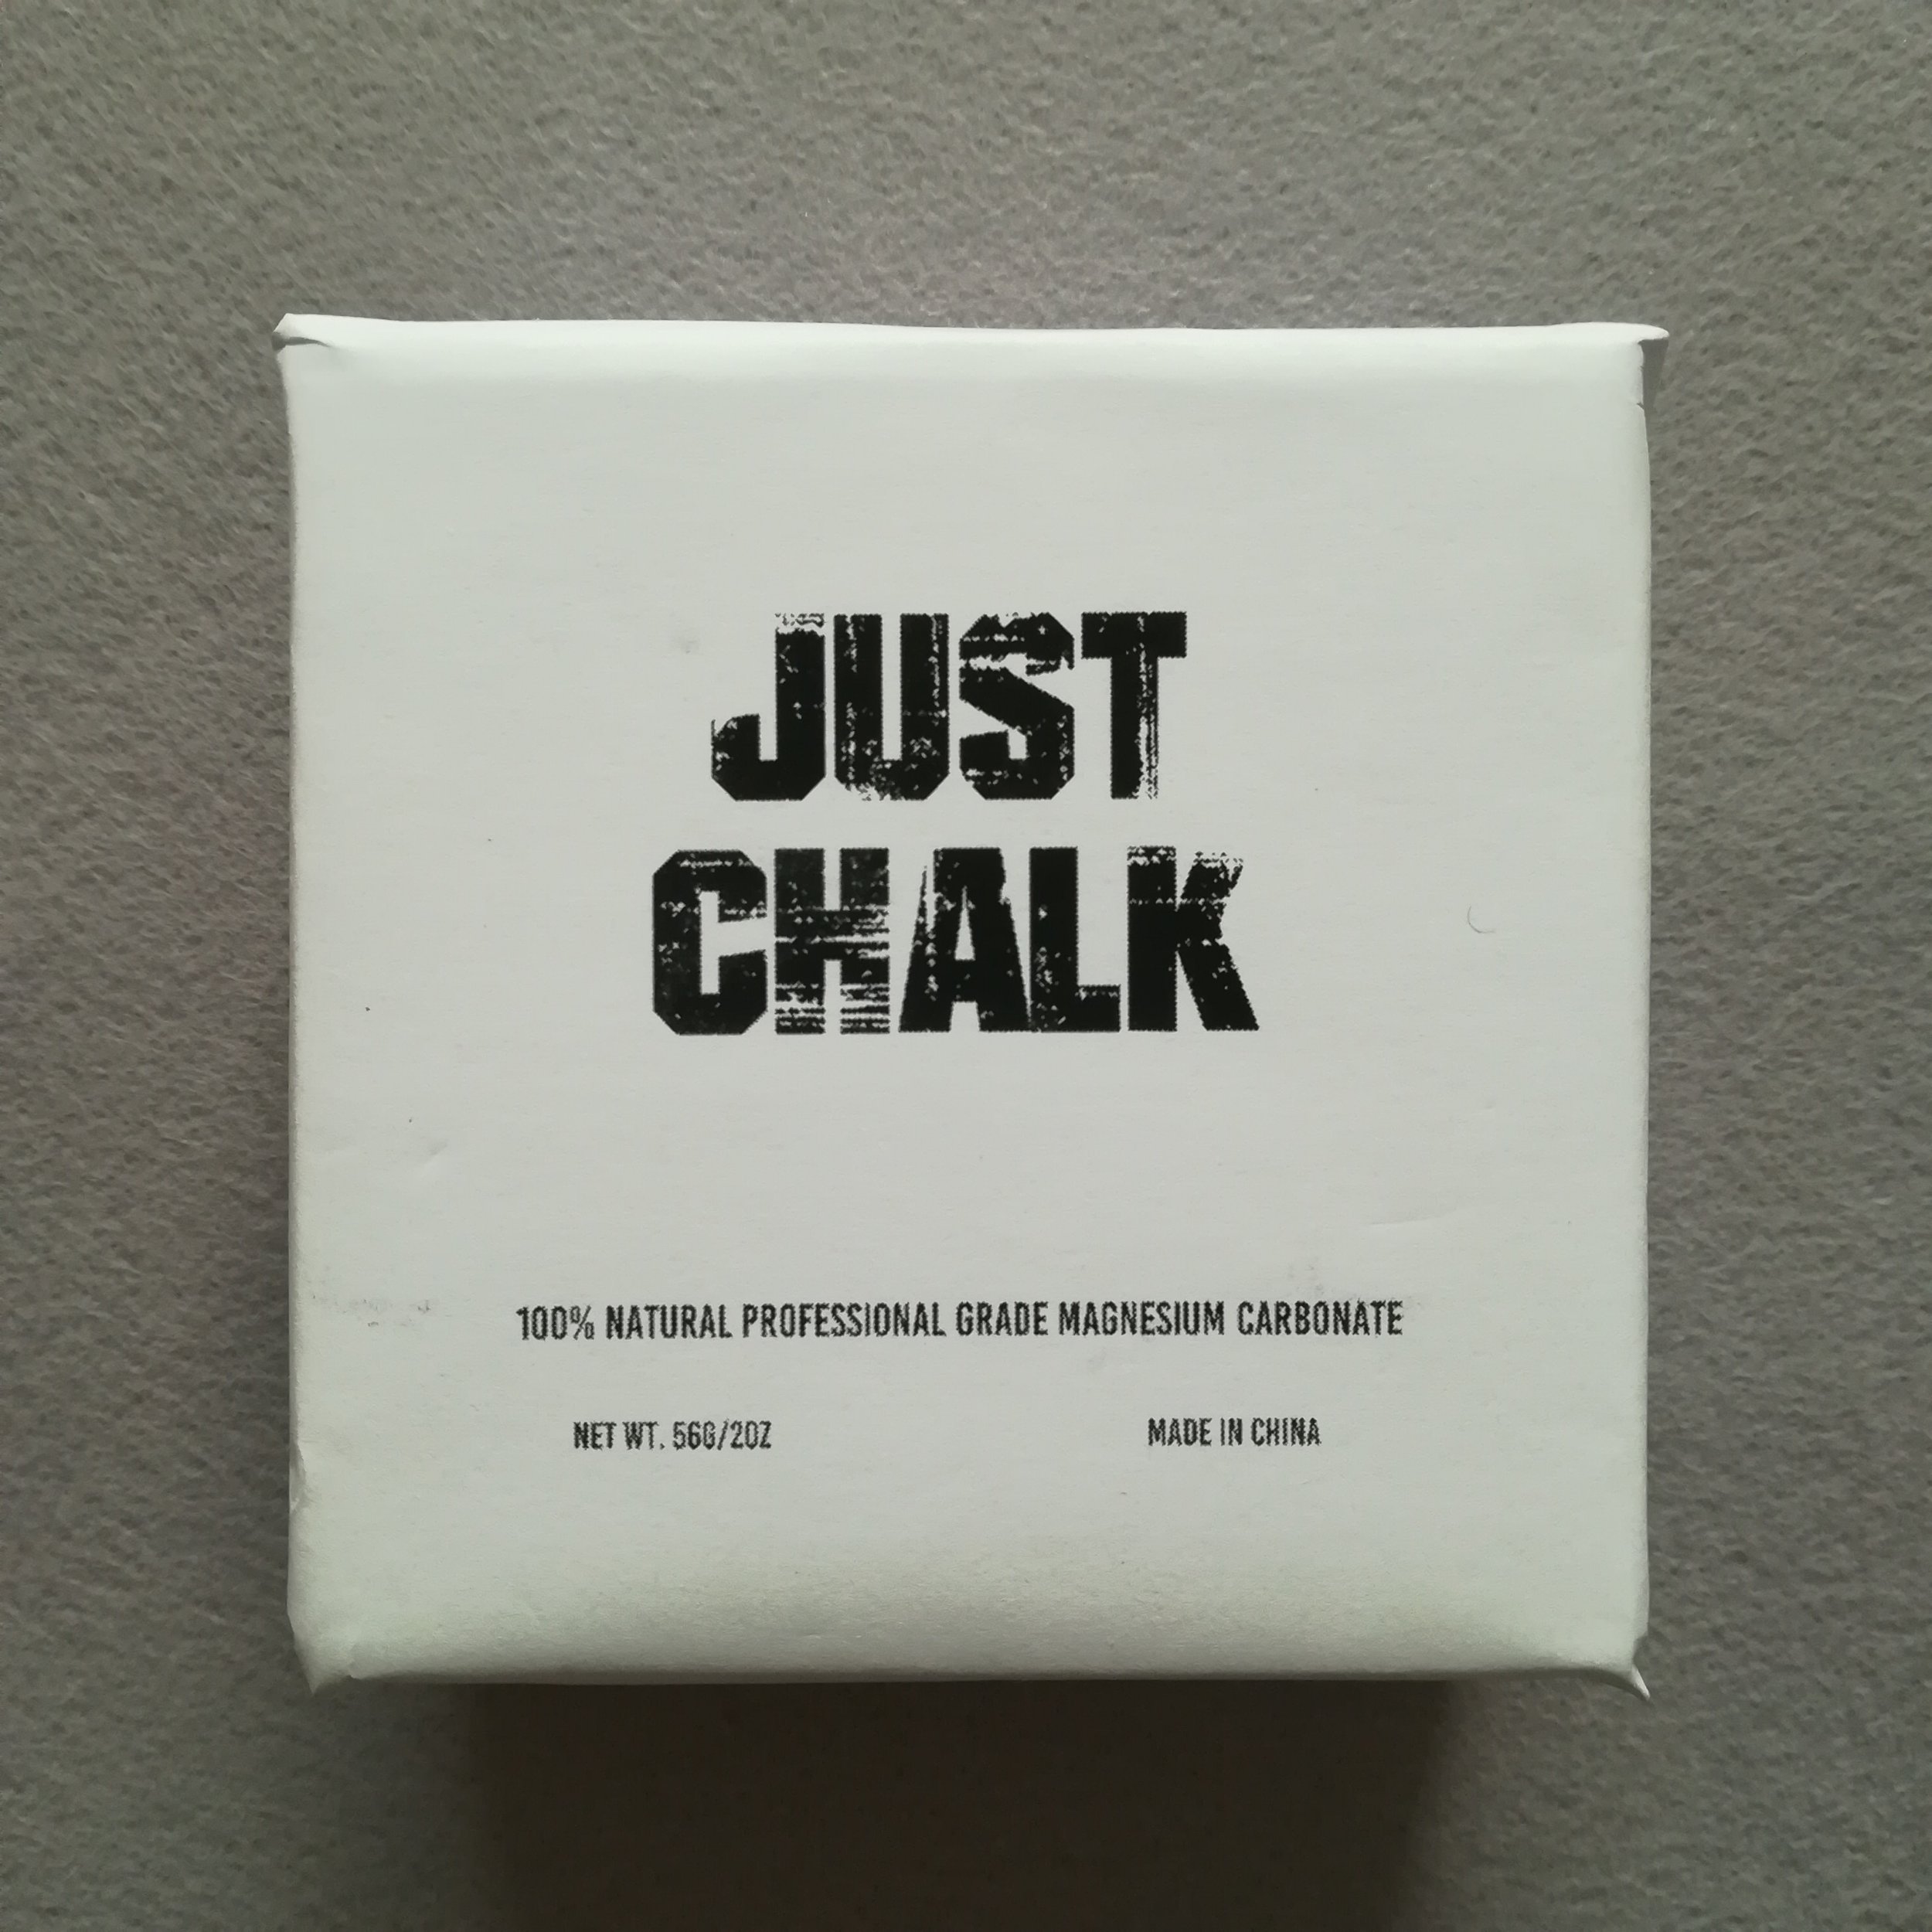 JUST
CHALK
100% NATURAL PROFESSIONAL GRADE MAGNESIUM CARBONATE
NET WT. 56G/2OZ
MADE IN CHINA